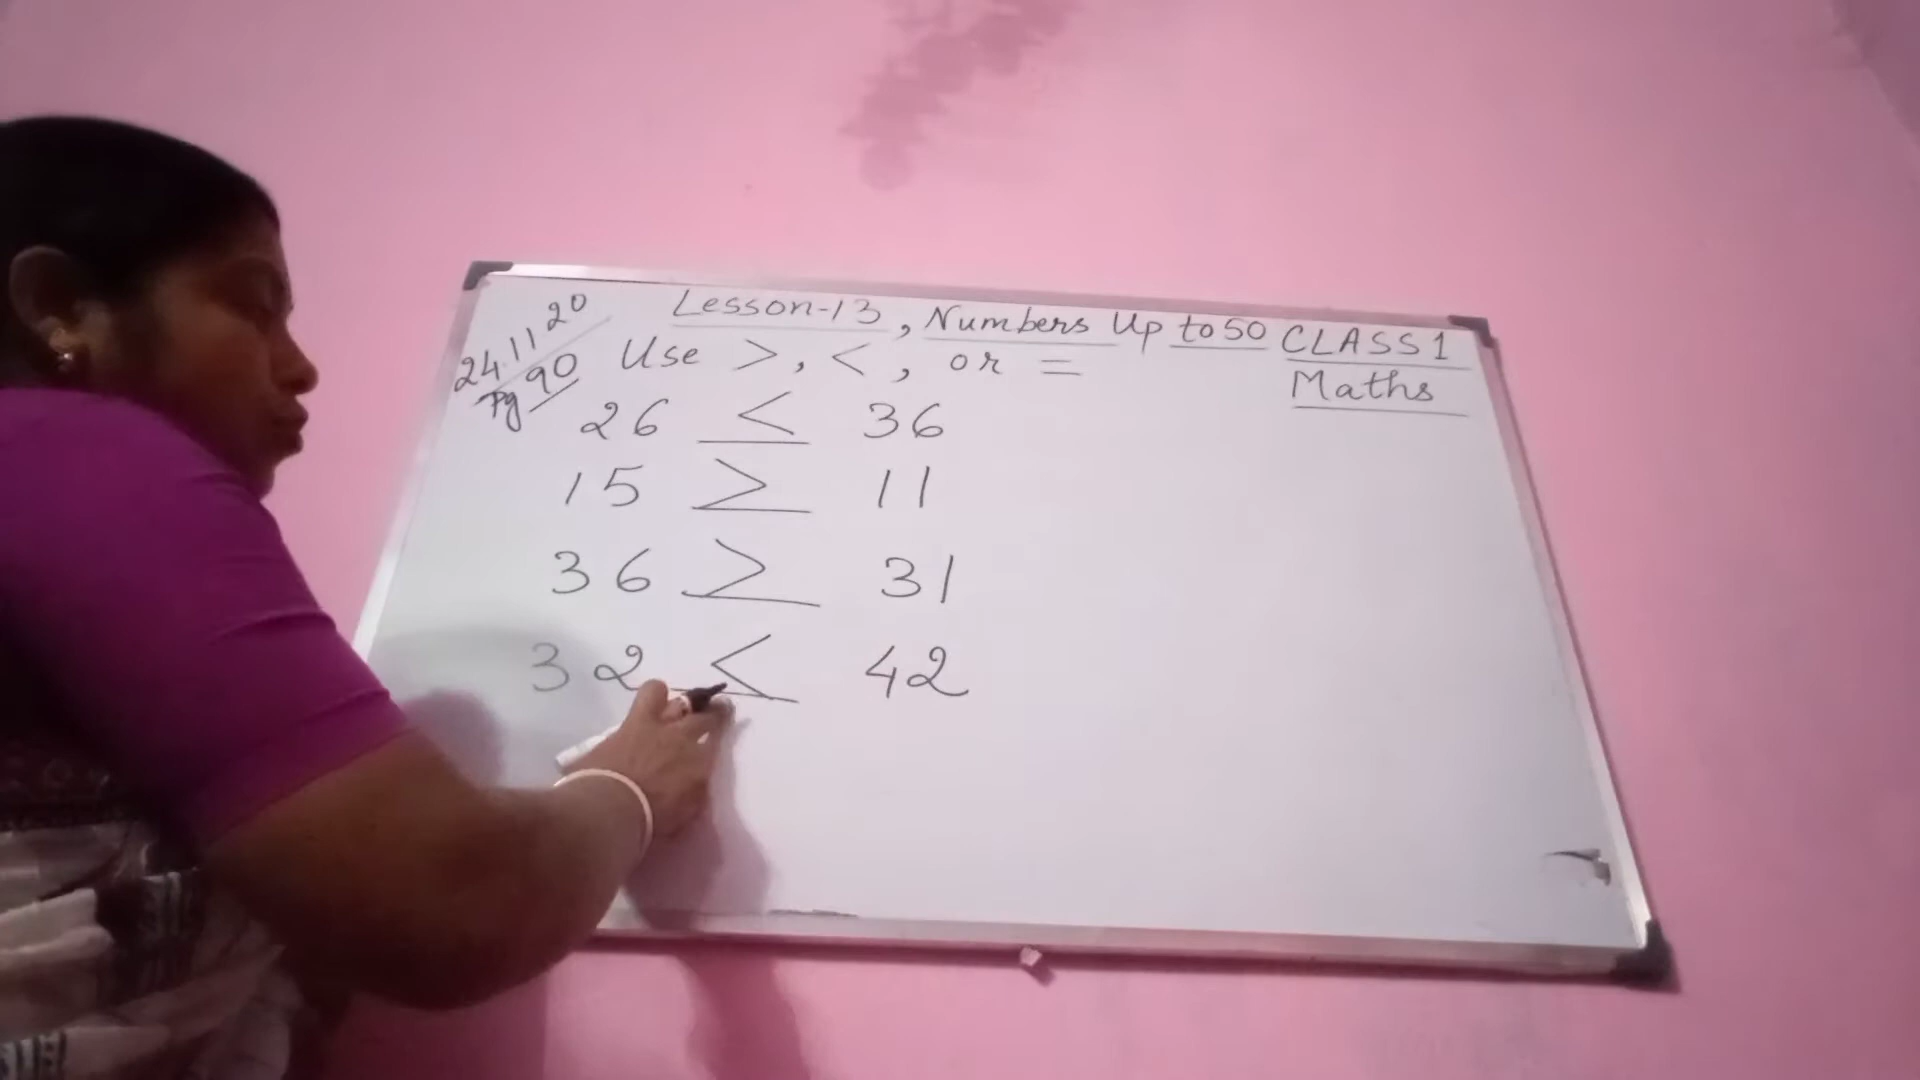 Lesson-13, Numbers Up to 50 CLASS 1
Maths
24.11.20
Pg 90
Use >, <, or =
26 < 36
15 > 11
36 > 31
32 < 42